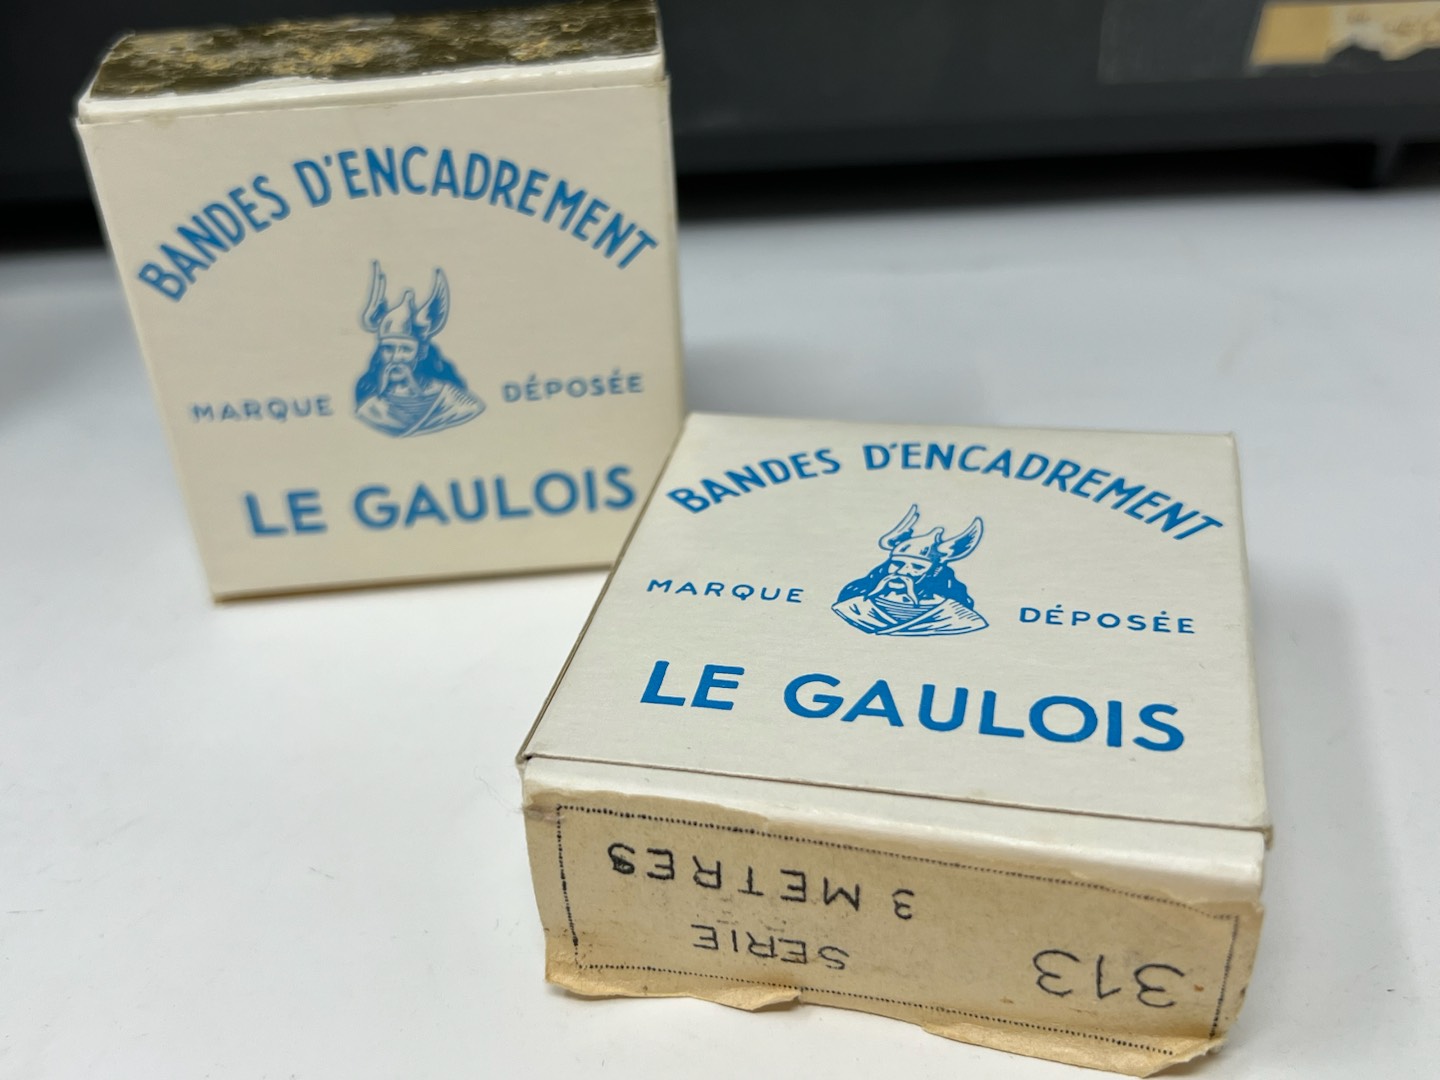 BANDES D'ENCADREMENT
MARQUE DÉPOSÉE
LE GAULOIS
BANDES D'ENCADREMENT
MARQUE DÉPOSÉE
LE GAULOIS
313 SERIE
3 METRES